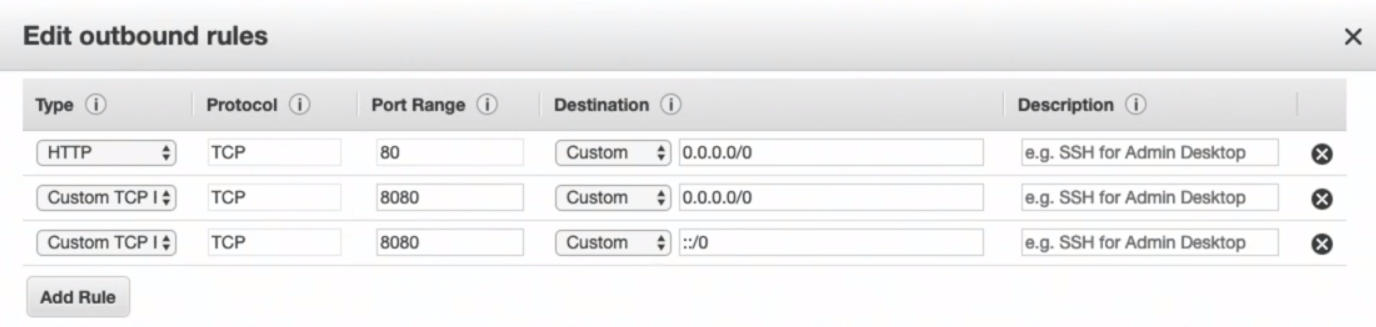 Edit outbound rules
Type Protocol Port Range Destination Description
HTTP TCP 80 Custom 0.0.0.0/0 e.g. SSH for Admin Desktop
Custom TCP I TCP 8080 Custom 0.0.0.0/0 e.g. SSH for Admin Desktop
Custom TCP I TCP 8080 Custom ::/0 e.g. SSH for Admin Desktop
Add Rule